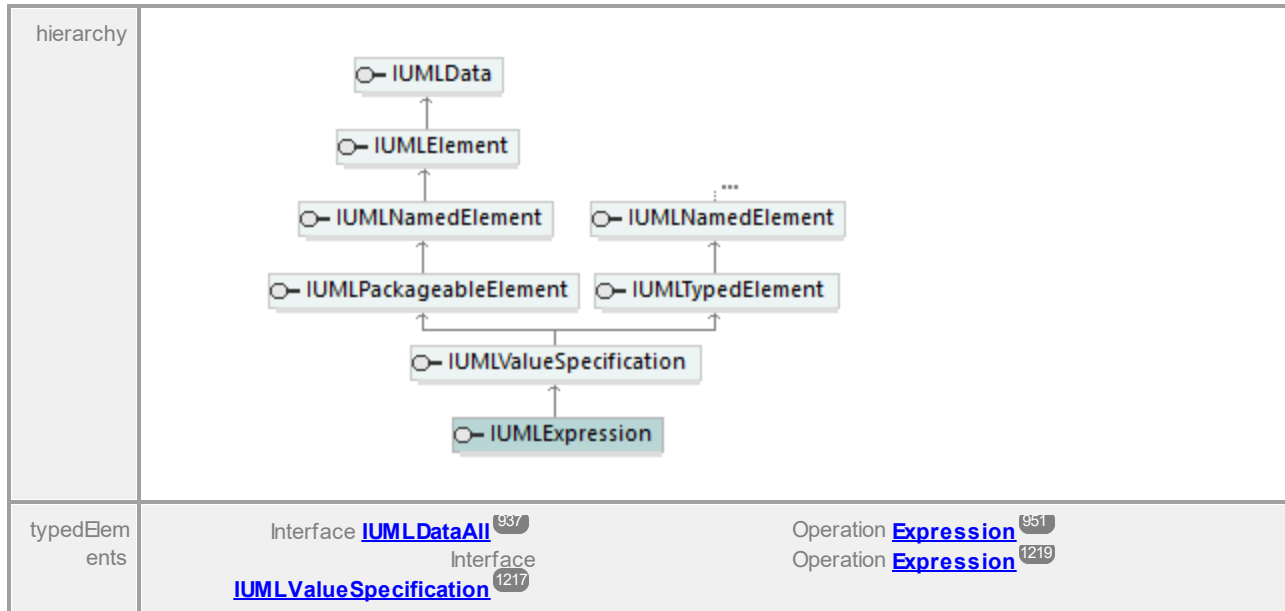 hierarchy
IUMLData
IUMLElement
...
IUMLNamedElement IUMLNamedElement
IUMLPackageableElement IUMLTypedElement
IUMLValueSpecification
IUMLExpression
typedElem
ents
Interface IUMLDataAll 937 Operation Expression 951
Interface Operation Expression 1219
IUMLValueSpecification 1217